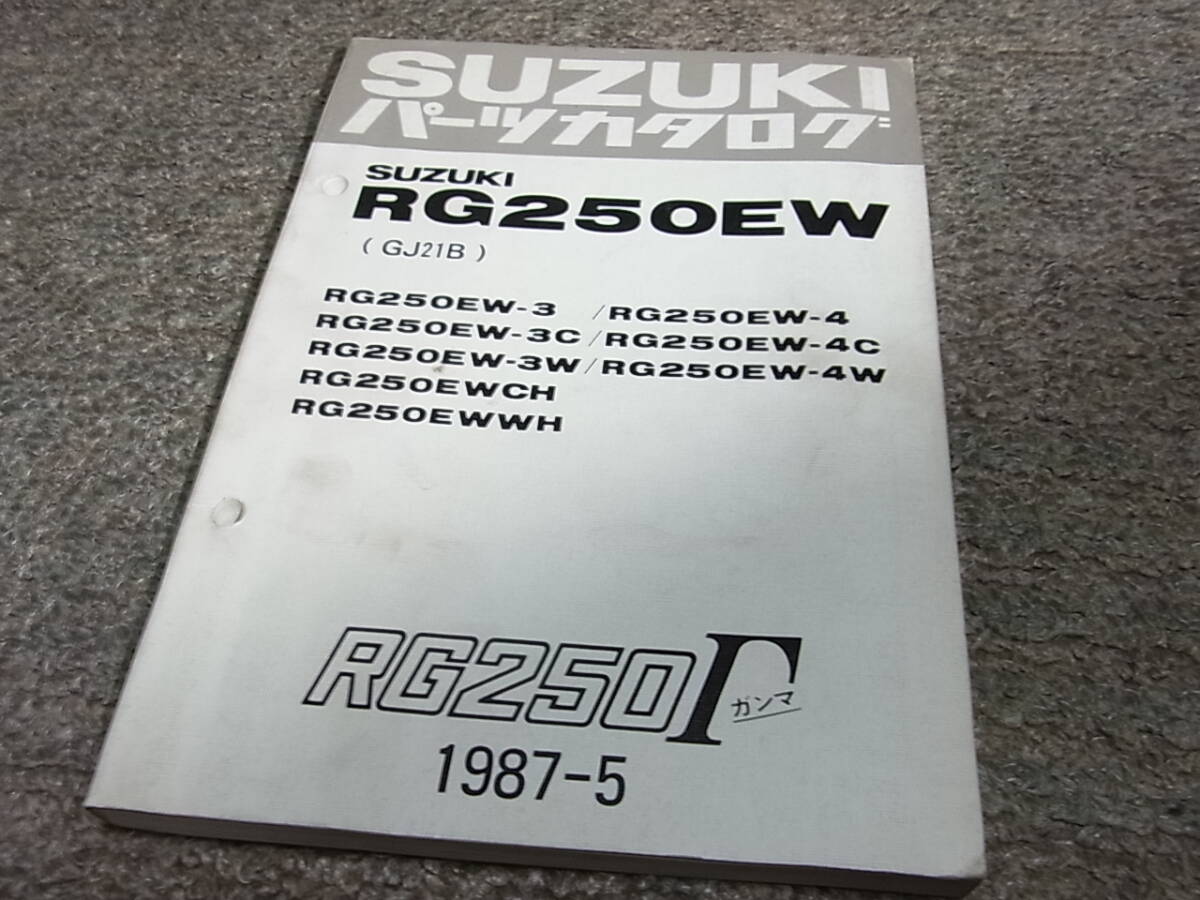 SUZUKI
パーツカタログ
SUZUKI
RG250EW
( GJ21B )
RG250EW-3 /RG250EW-4
RG250EW-3C/RG250EW-4C
RG250EW-3W/RG250EW-4W
RG250EWCH
RG250EWWH
RG250Γ
ガンマ
1987-5